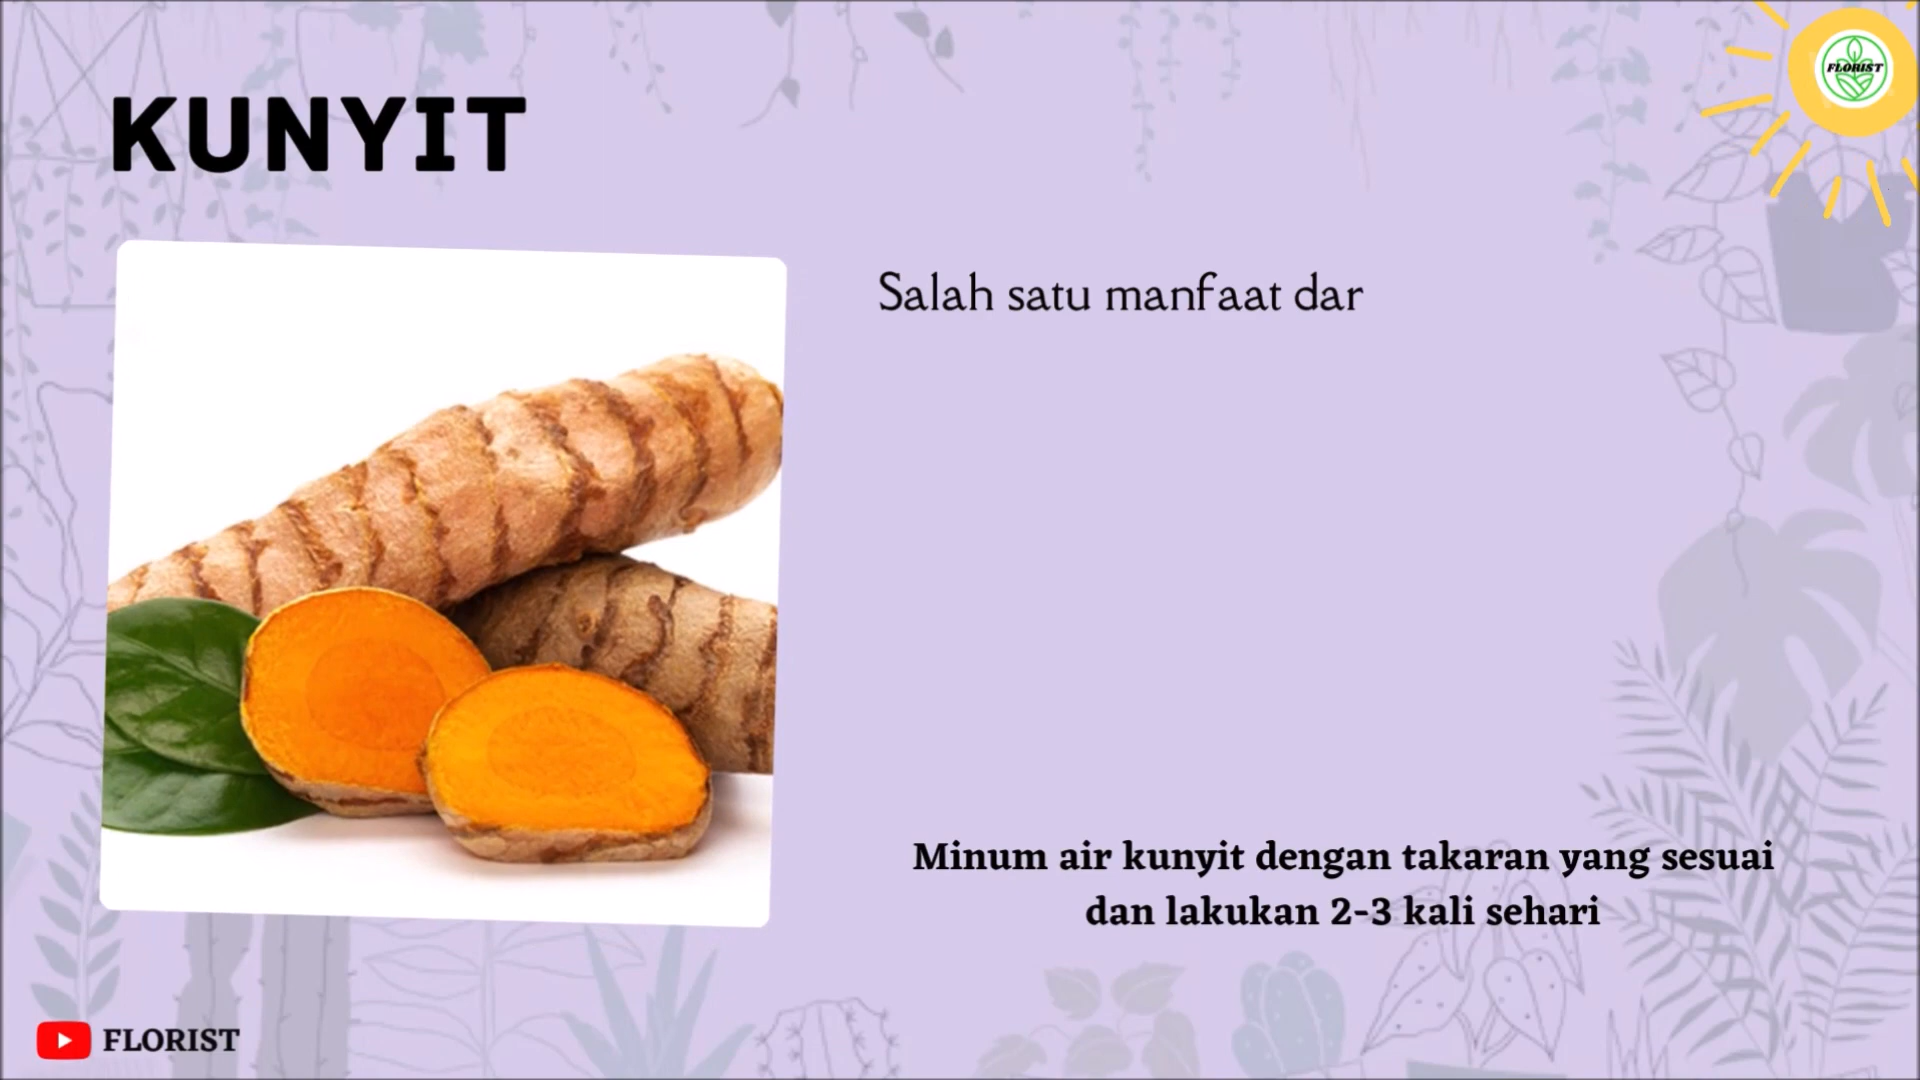 FLORIST
KUNYIT
Salah satu manfaat dar
Minum air kunyit dengan takaran yang sesuai
dan lakukan 2-3 kali sehari
FLORIST